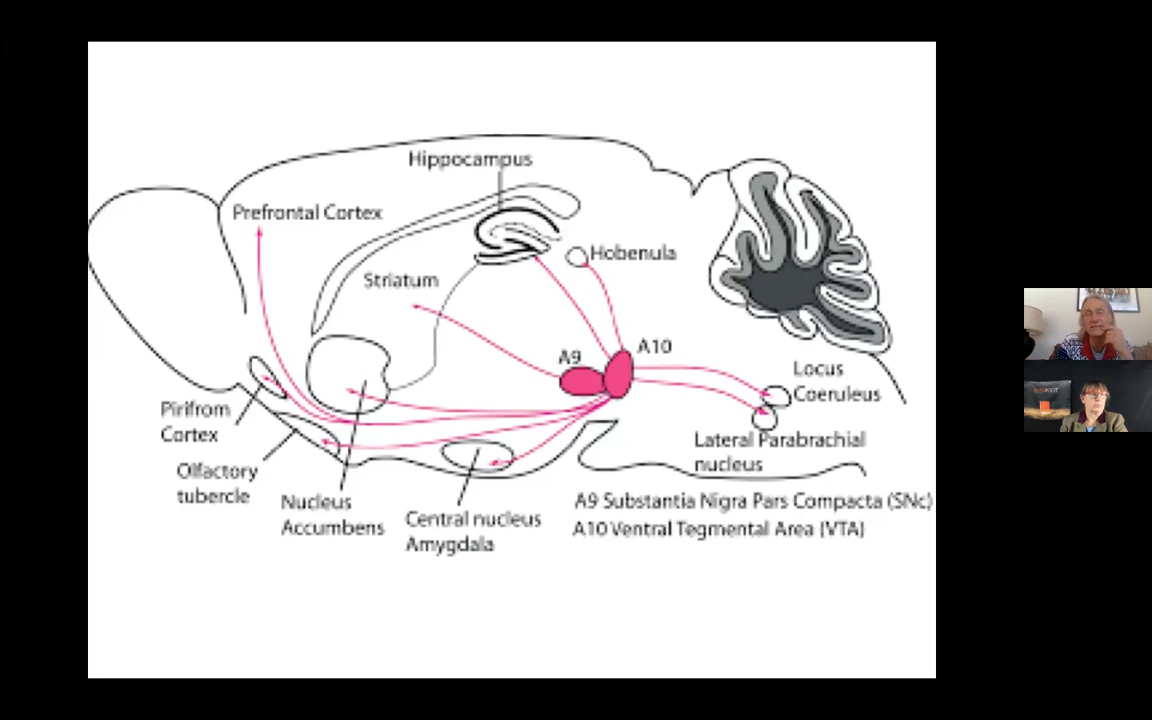 Hippocampus
Prefrontal Cortex
Hobenula
Striatum
A9
A10
Locus
Coeruleus
Pirifrom
Cortex
Lateral Parabrachial
nucleus
Olfactory
tubercle
Nucleus
Accumbens
Central nucleus
Amygdala
A9 Substantia Nigra Pars Compacta (SNc)
A10 Ventral Tegmental Area (VTA)